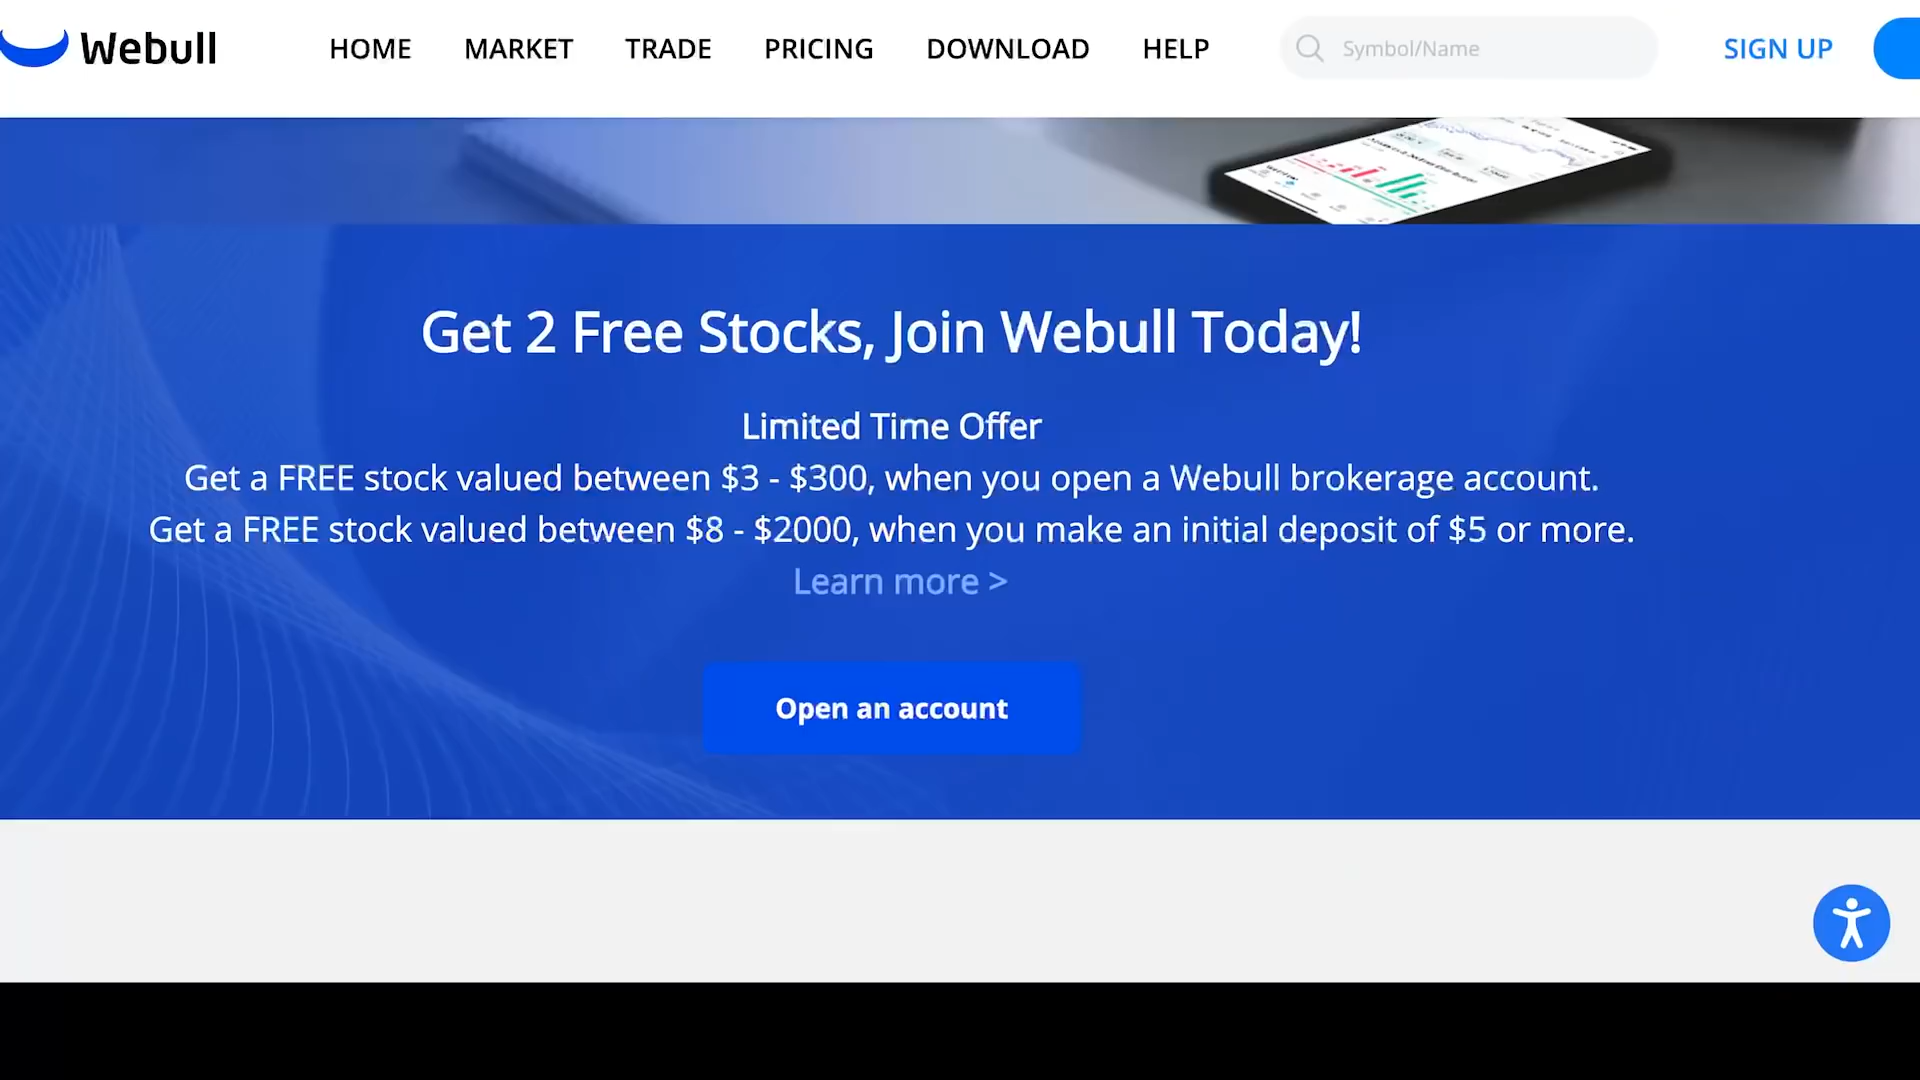 Webull
HOME MARKET TRADE PRICING DOWNLOAD HELP Symbol/Name SIGN UP
Get 2 Free Stocks, Join Webull Today!
Limited Time Offer
Get a FREE stock valued between $3 - $300, when you open a Webull brokerage account.
Get a FREE stock valued between $8 - $2000, when you make an initial deposit of $5 or more.
Learn more >
Open an account